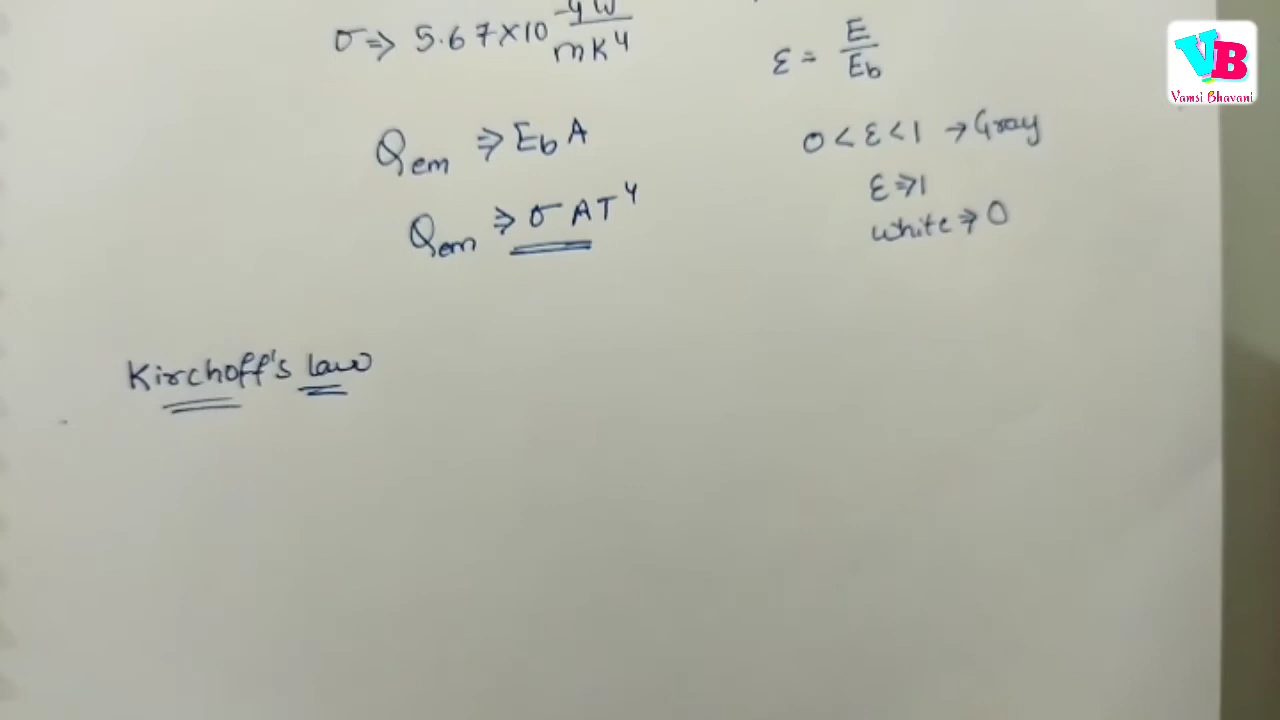 σ ⇒ 5.67×10^-4 W/mK^4
ε = E/Eb
Qem ⇒ Eb A
0 < ε < 1 → Gray
ε ⇒ 1
Qem ⇒ σ A T^4
white ⇒ 0
Kirchoff's law
VB
Vamsi Bhavani